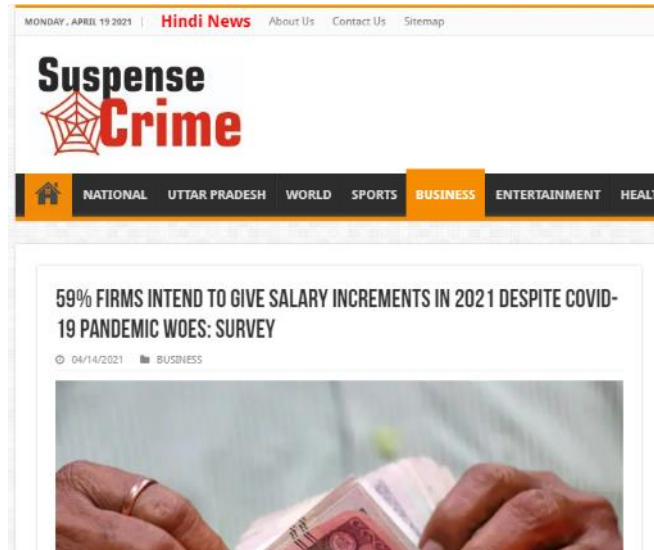 MONDAY, APRIL 19 2021
Hindi News
About Us
Contact Us
Sitemap
Suspense
Crime
NATIONAL UTTAR PRADESH WORLD SPORTS BUSINESS ENTERTAINMENT HEALT
59% FIRMS INTEND TO GIVE SALARY INCREMENTS IN 2021 DESPITE COVID-
19 PANDEMIC WOES: SURVEY
04/14/2021 BUSINESS